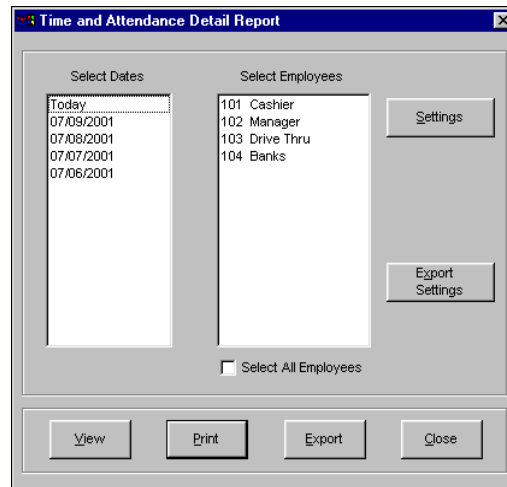 Time and Attendance Detail Report
Select Dates
Today
07/09/2001
07/08/2001
07/07/2001
07/06/2001
Select Employees
101 Cashier
102 Manager
103 Drive Thru
104 Banks
Select All Employees
Settings
Export
Settings
View
Print
Export
Close